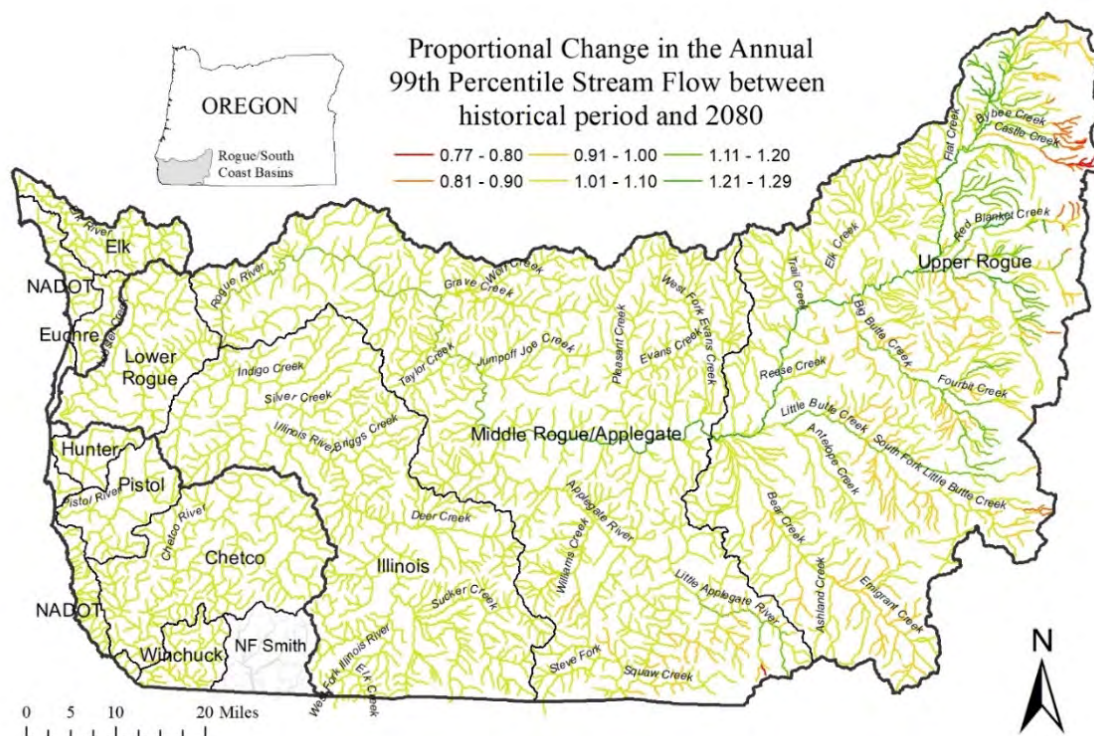 Proportional Change in the Annual
99th Percentile Stream Flow between
historical period and 2080
0.77 - 0.80
0.91 - 1.00
1.11 - 1.20
0.81 - 0.90
1.01 - 1.10
1.21 - 1.29
OREGON
Rogue/South
Coast Basins
Flat Creek
Bybee Creek
Castle Creek
Red Blanket Creek
Upper Rogue
Elk Creek
Trail Creek
Big Butte Creek
Fourbit Creek
Reese Creek
Little Butte Creek
South Fork Little Butte Creek
Antelope Creek
Bear Creek
Ashland Creek
Emigrant Creek
River
Elk
NADOT
Euchre
Lower
Rogue
Rogue River
Grave Creek
Wolf Creek
West Fork Evans Creek
Pleasant Creek
Evans Creek
Jumpoff Joe Creek
Taylor Creek
Indigo Creek
Silver Creek
Illinois River
Briggs Creek
Middle Rogue/Applegate
Hunter
Pistol
Pistol River
Chetco River
Chetco
Deer Creek
Illinois
Applegate River
Williams Creek
Sucker Creek
Little Applegate River
NADOT
Winchuck
NF Smith
West Fork Illinois River
Elk Creek
Steve Fork
Squaw Creek
N
0 5 10 20 Miles